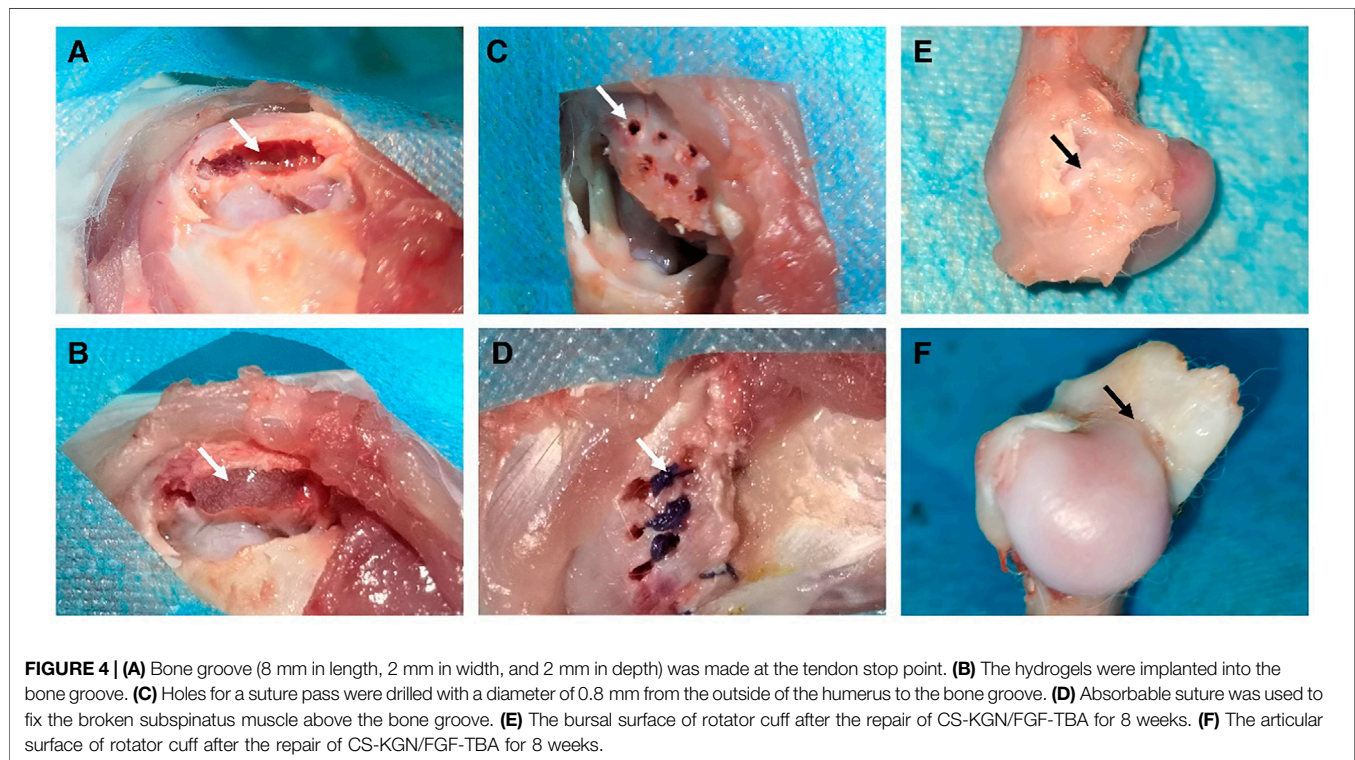 A
C
E
B
D
F
FIGURE 4 | (A) Bone groove (8 mm in length, 2 mm in width, and 2 mm in depth) was made at the tendon stop point. (B) The hydrogels were implanted into the
bone groove. (C) Holes for a suture pass were drilled with a diameter of 0.8 mm from the outside of the humerus to the bone groove. (D) Absorbable suture was used to
fix the broken subspinatus muscle above the bone groove. (E) The bursal surface of rotator cuff after the repair of CS-KGN/FGF-TBA for 8 weeks. (F) The articular
surface of rotator cuff after the repair of CS-KGN/FGF-TBA for 8 weeks.